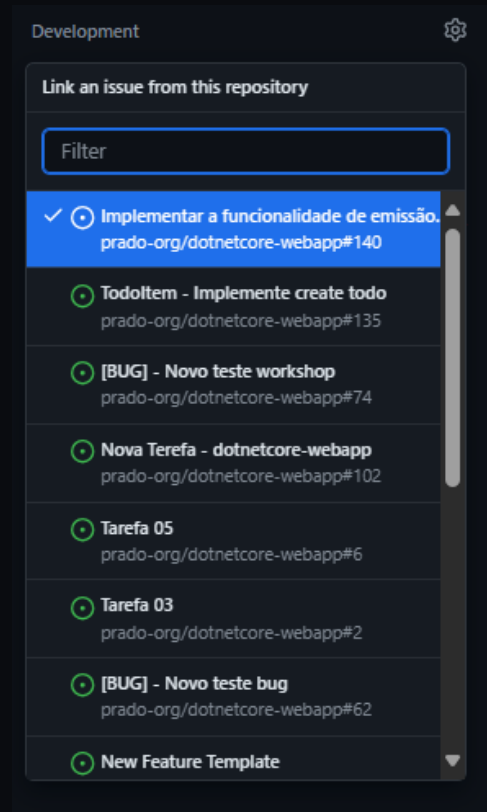 Development
Link an issue from this repository
Filter
Implementar a funcionalidade de emissão.
prado-org/dotnetcore-webapp#140
TodoItem - Implemente create todo
prado-org/dotnetcore-webapp#135
[BUG] - Novo teste workshop
prado-org/dotnetcore-webapp#74
Nova Terefa - dotnetcore-webapp
prado-org/dotnetcore-webapp#102
Tarefa 05
prado-org/dotnetcore-webapp#6
Tarefa 03
prado-org/dotnetcore-webapp#2
[BUG] - Novo teste bug
prado-org/dotnetcore-webapp#62
New Feature Template